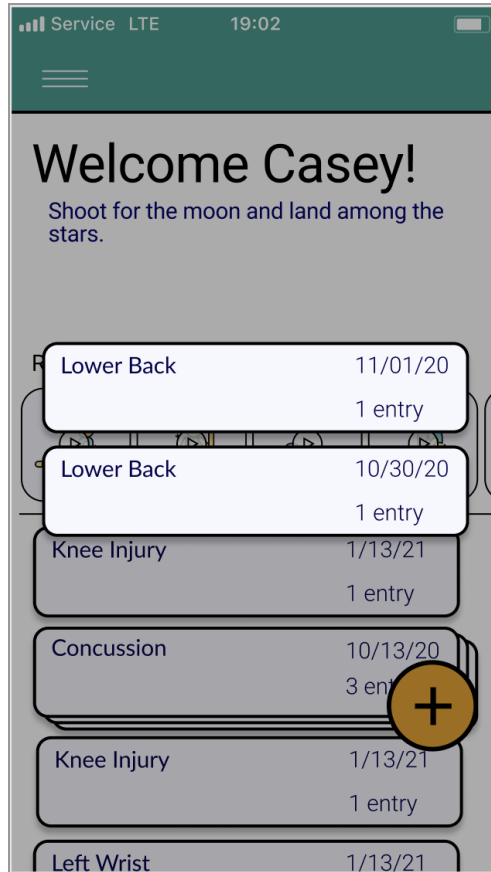 Service LTE 19:02
Welcome Casey!
Shoot for the moon and land among the
stars.
R
Lower Back 11/01/20
1 entry
Lower Back 10/30/20
1 entry
Knee Injury 1/13/21
1 entry
Concussion 10/13/20
3 ent
+
Knee Injury 1/13/21
1 entry
Left Wrist 1/13/21